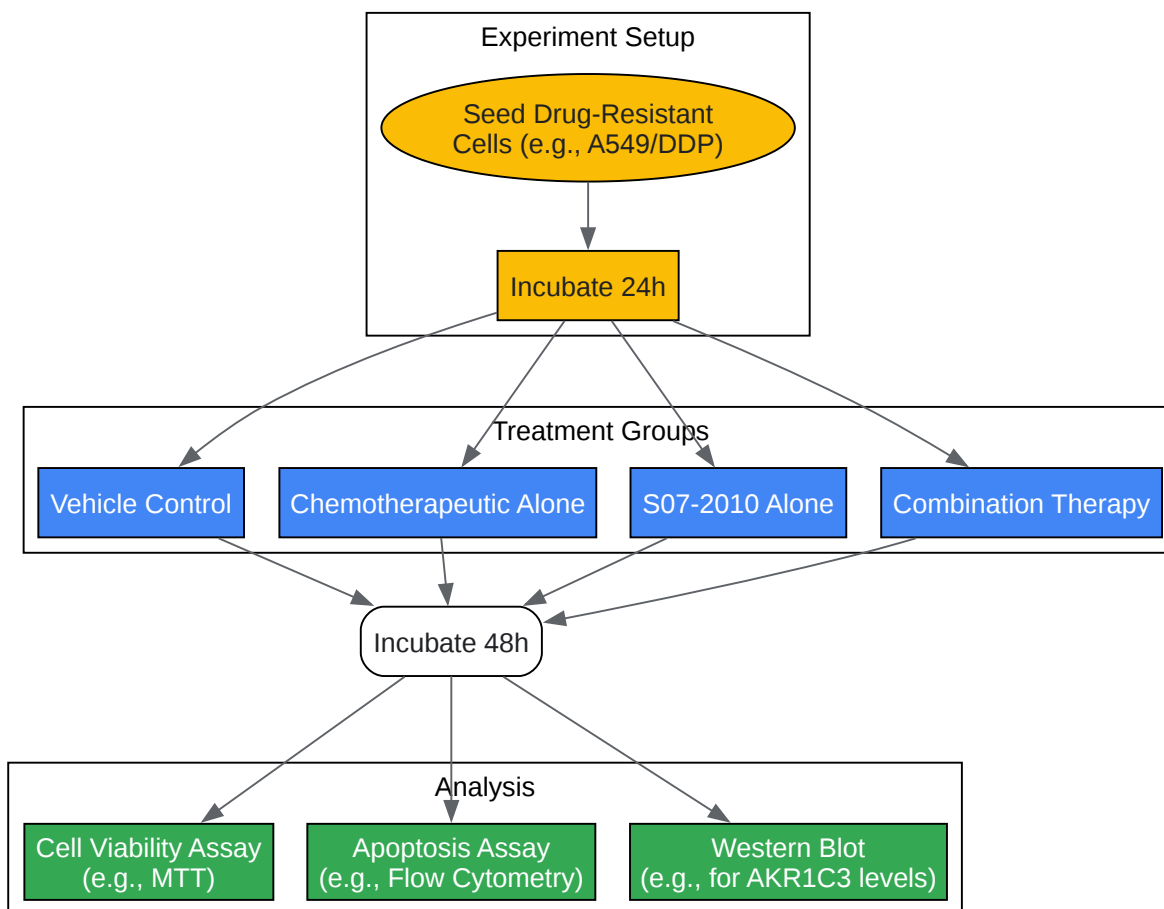 Experiment Setup
Seed Drug-Resistant
Cells (e.g., A549/DDP)
Incubate 24h
Treatment Groups
Vehicle Control
Chemotherapeutic Alone
S07-2010 Alone
Combination Therapy
Incubate 48h
Analysis
Cell Viability Assay
(e.g., MTT)
Apoptosis Assay
(e.g., Flow Cytometry)
Western Blot
(e.g., for AKR1C3 levels)